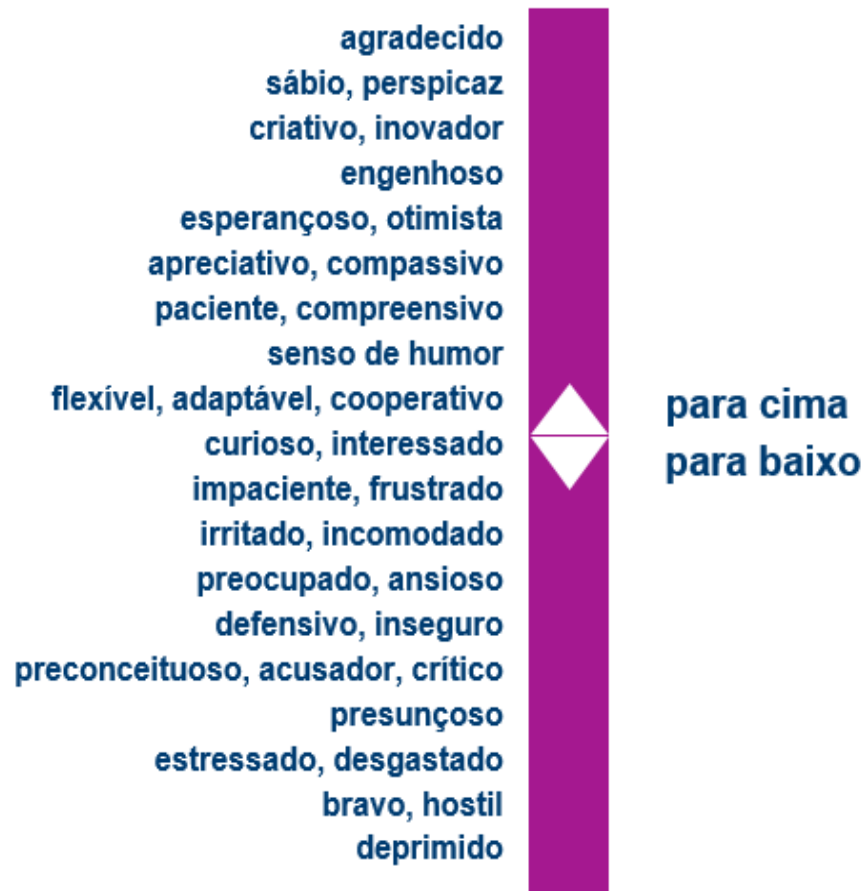 agradecido
sábio, perspicaz
criativo, inovador
engenhoso
esperançoso, otimista
apreciativo, compassivo
paciente, compreensivo
senso de humor
flexível, adaptável, cooperativo
curioso, interessado
impaciente, frustrado
irritado, incomodado
preocupado, ansioso
defensivo, inseguro
preconceituoso, acusador, crítico
presunçoso
estressado, desgastado
bravo, hostil
deprimido
para cima
para baixo